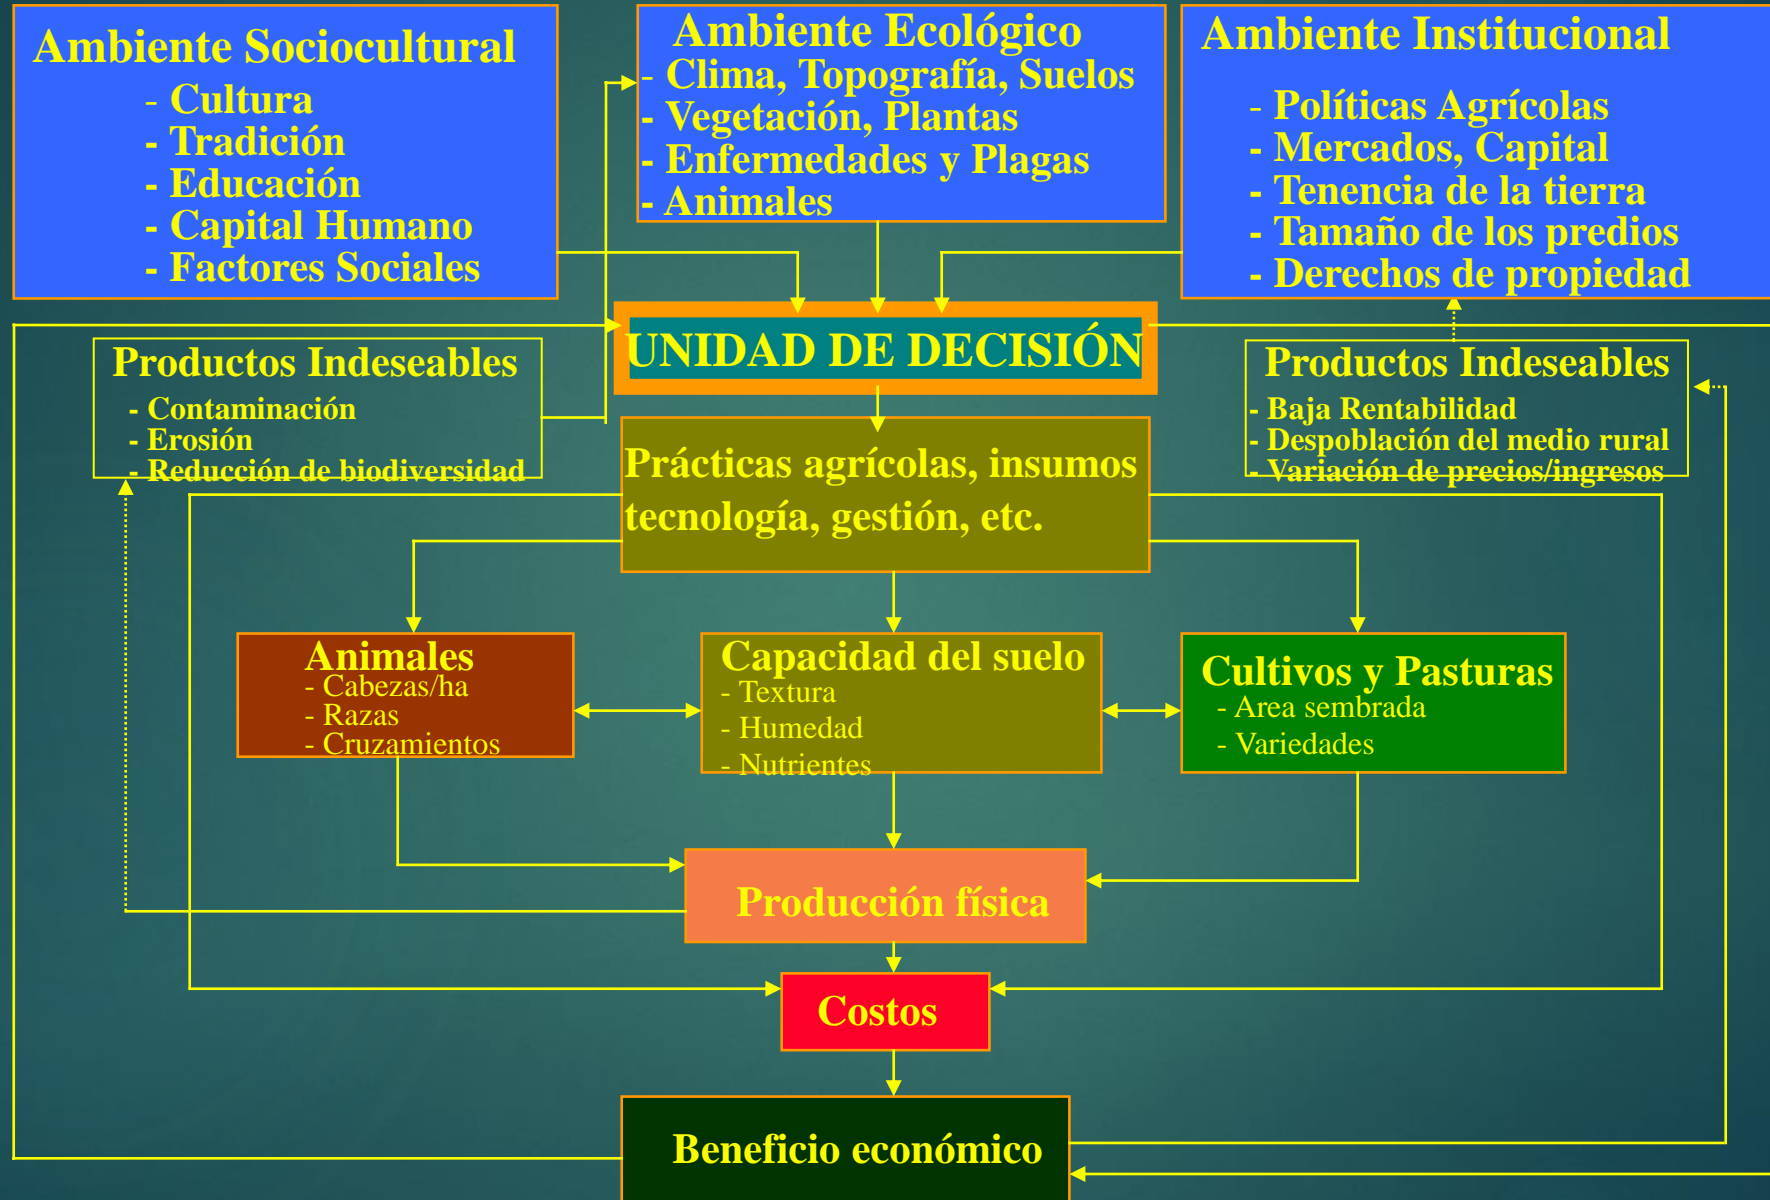 Ambiente Sociocultural
- Cultura
- Tradición
- Educación
- Capital Humano
- Factores Sociales
Ambiente Ecológico
- Clima, Topografía, Suelos
- Vegetación, Plantas
- Enfermedades y Plagas
- Animales
Ambiente Institucional
- Políticas Agrícolas
- Mercados, Capital
- Tenencia de la tierra
- Tamaño de los predios
- Derechos de propiedad
UNIDAD DE DECISIÓN
Productos Indeseables
- Contaminación
- Erosión
- Reducción de biodiversidad
Productos Indeseables
- Baja Rentabilidad
- Despoblación del medio rural
- Variación de precios/ingresos
Prácticas agrícolas, insumos
tecnología, gestión, etc.
Animales
- Cabezas/ha
- Razas
- Cruzamientos
Capacidad del suelo
- Textura
- Humedad
- Nutrientes
Cultivos y Pasturas
- Area sembrada
- Variedades
Producción física
Costos
Beneficio económico